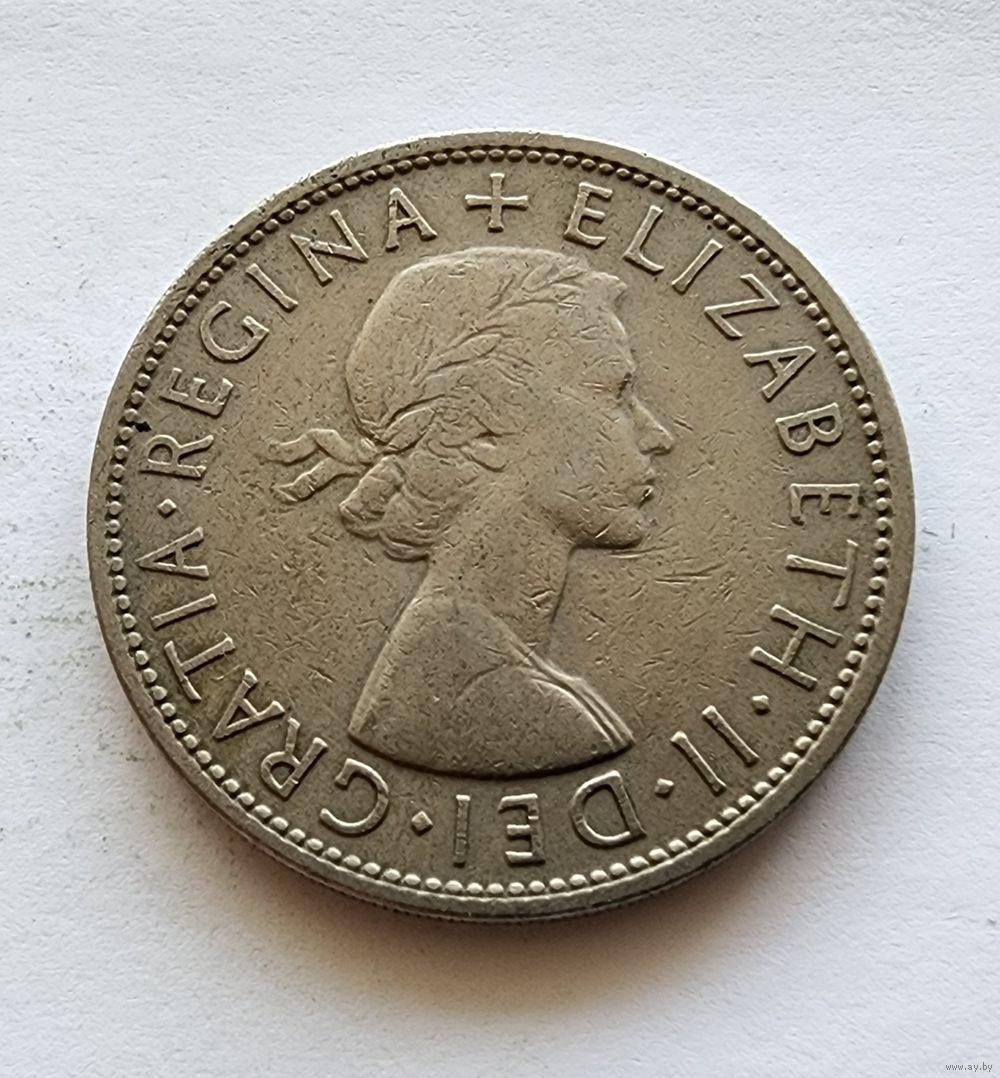 + ELIZABETH · II · DEI · GRATIA · REGINA
www.ay.by